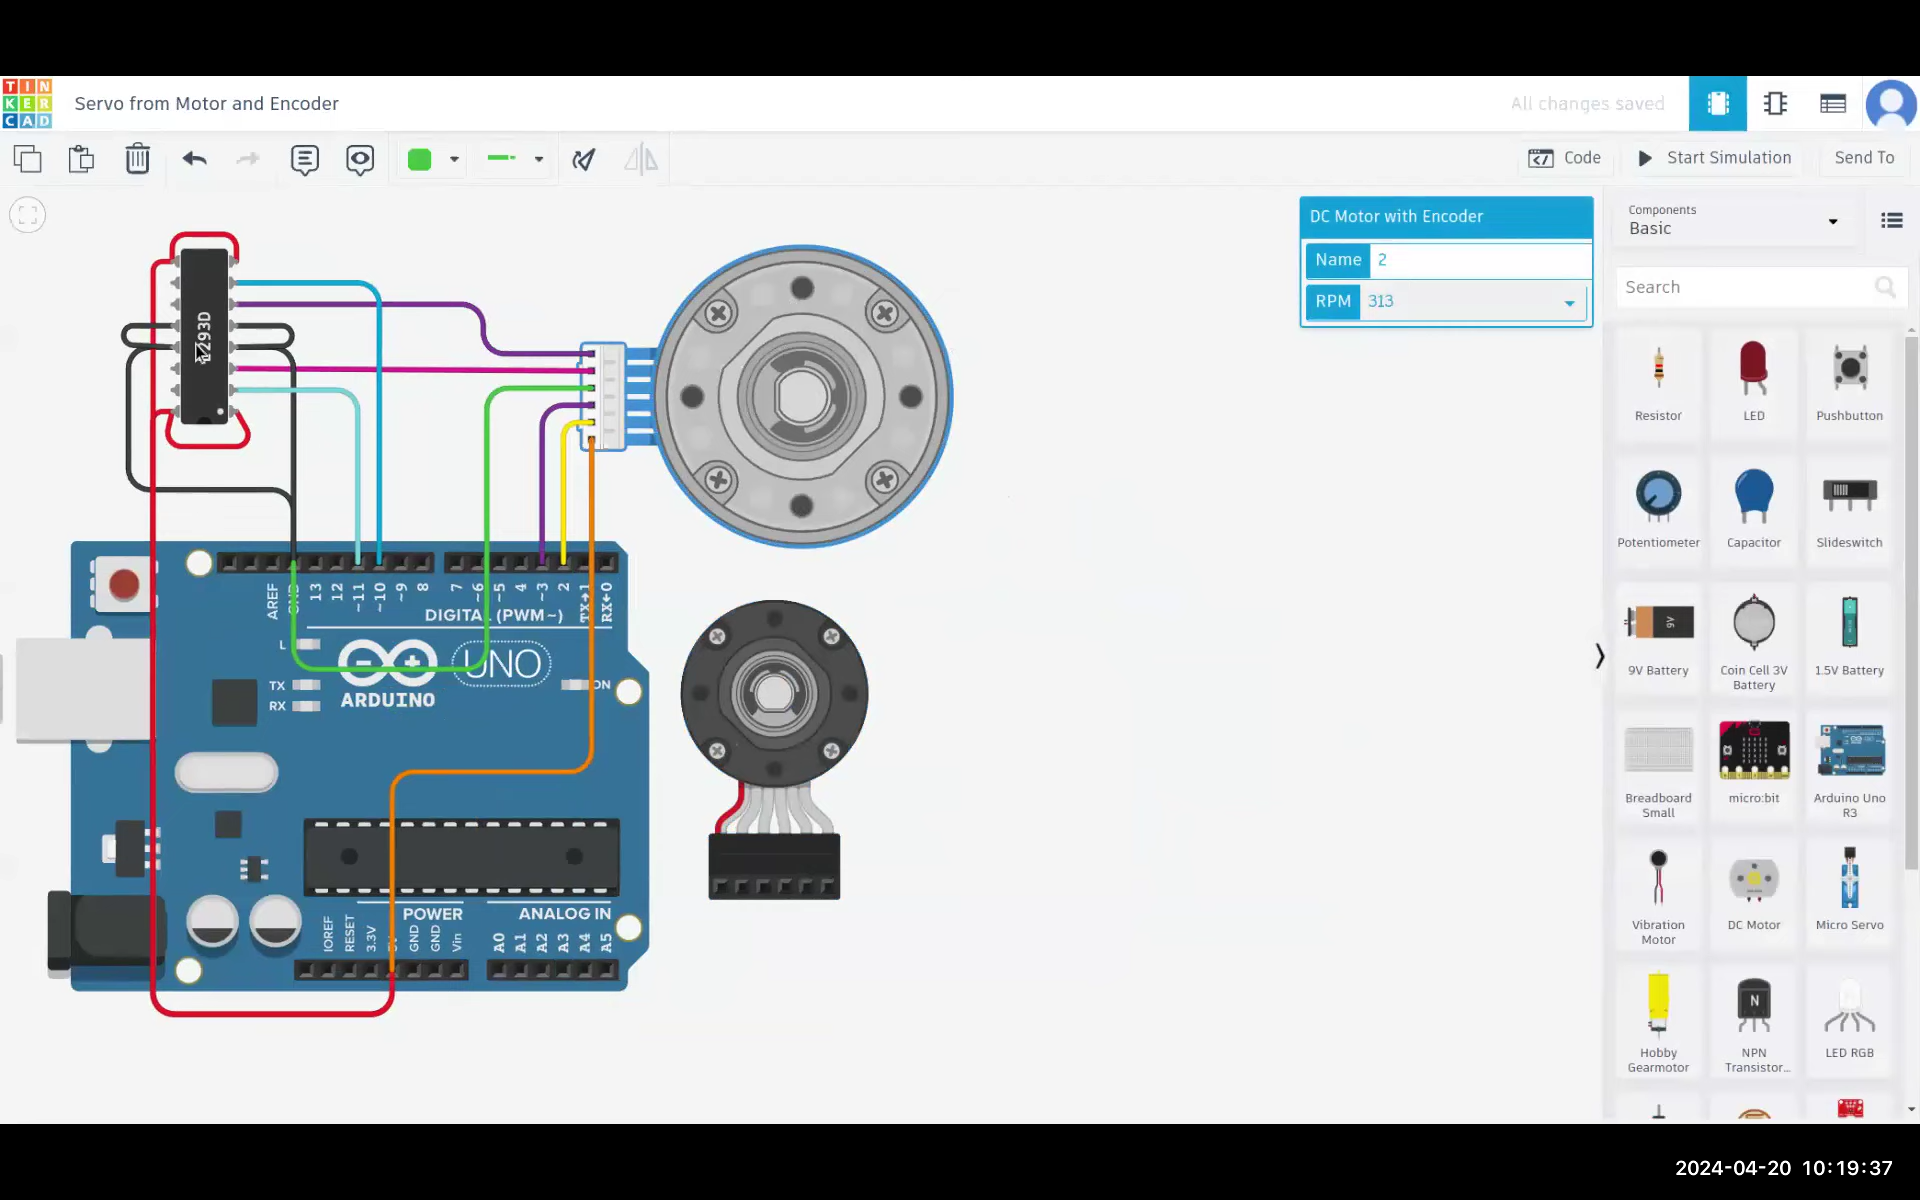 TIN
KER
CAD
Servo from Motor and Encoder
All changes saved
Code
Start Simulation
Send To
DC Motor with Encoder
Name 2
RPM 313
Components
Basic
Search
Resistor
LED
Pushbutton
Potentiometer
Capacitor
Slideswitch
9V
9V Battery
Coin Cell 3V
Battery
1.5V Battery
Breadboard
Small
micro:bit
Arduino Uno
R3
Vibration
Motor
DC Motor
Micro Servo
Hobby
Gearmotor
N
NPN
Transistor...
LED RGB
AREF
GND
13
12
~11
~10
~9
8
7
~6
~5
4
~3
2
TX→1
RX←0
DIGITAL (PWM~)
L
TX
RX
UNO
ARDUINO
ON
POWER
ANALOG IN
IOREF
RESET
3.3V
GND
GND
Vin
A0
A1
A2
A3
A4
A5
2024-04-20 10:19:37